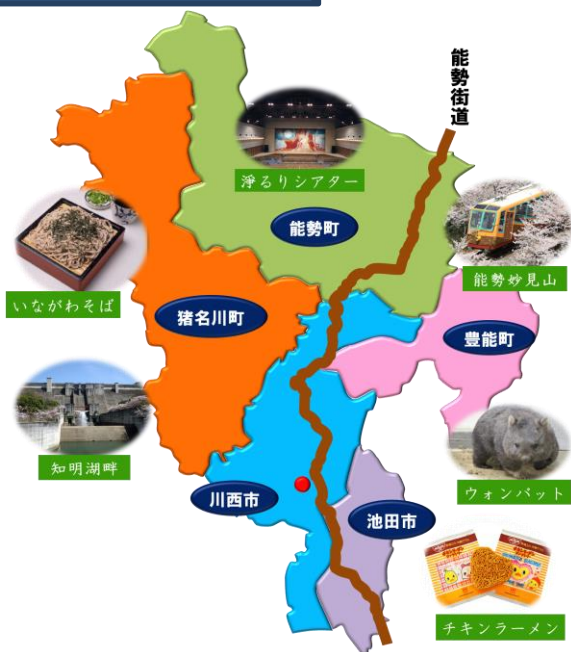 能勢街道
浄るりシアター
能勢町
能勢妙見山
いながわそば
猪名川町
豊能町
知明湖畔
ウォンバット
川西市
池田市
チキンラーメン